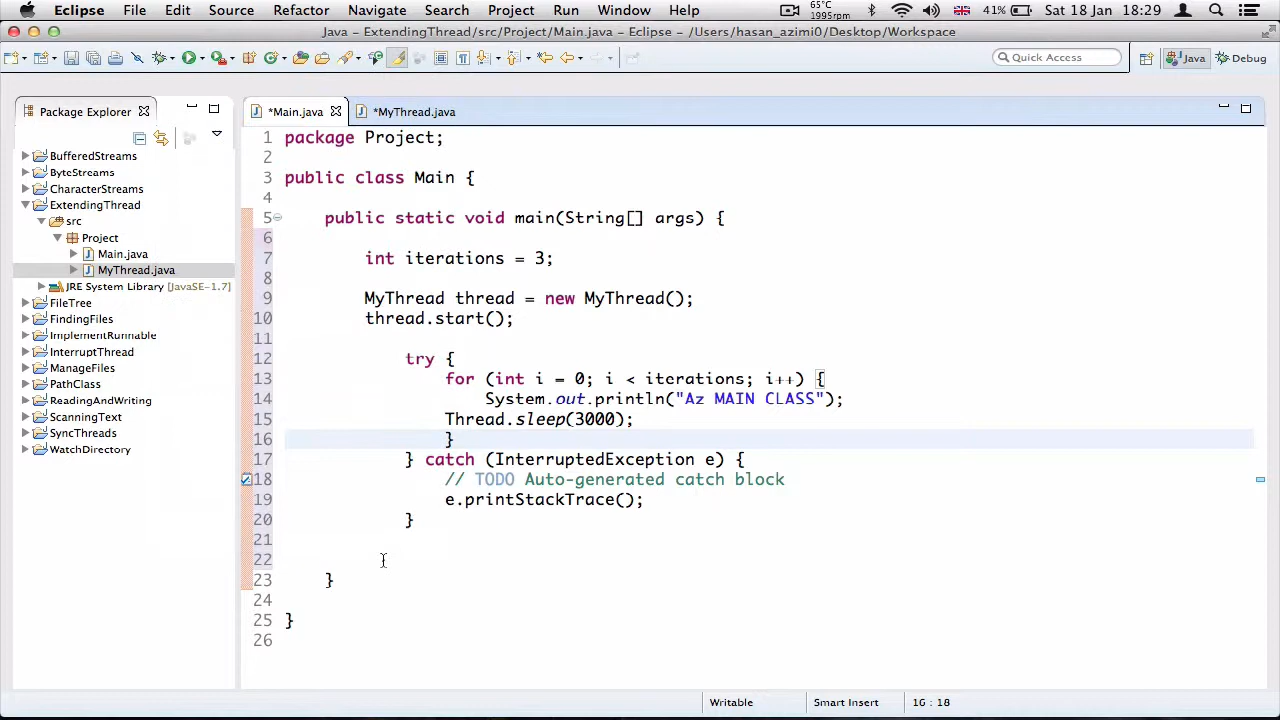 Eclipse File Edit Source Refactor Navigate Search Project Run Window Help 65°C 1995rpm 41% Sat 18 Jan 18:29
Java - ExtendingThread/src/Project/Main.java - Eclipse - /Users/hasan_azimi0/Desktop/Workspace
Quick Access Java Debug
Package Explorer
BufferedStreams
ByteStreams
CharacterStreams
ExtendingThread
src
Project
Main.java
MyThread.java
JRE System Library [JavaSE-1.7]
FileTree
FindingFiles
ImplementRunnable
InterruptThread
ManageFiles
PathClass
ReadingAndWriting
ScanningText
SyncThreads
WatchDirectory
*Main.java *MyThread.java
1 package Project;
2
3 public class Main {
4
5 public static void main(String[] args) {
6
7 int iterations = 3;
8
9 MyThread thread = new MyThread();
10 thread.start();
11
12 try {
13 for (int i = 0; i < iterations; i++) {
14 System.out.println("Az MAIN CLASS");
15 Thread.sleep(3000);
16 }
17 } catch (InterruptedException e) {
18 // TODO Auto-generated catch block
19 e.printStackTrace();
20 }
21
22
23 }
24
25 }
26
Writable Smart Insert 16 : 18